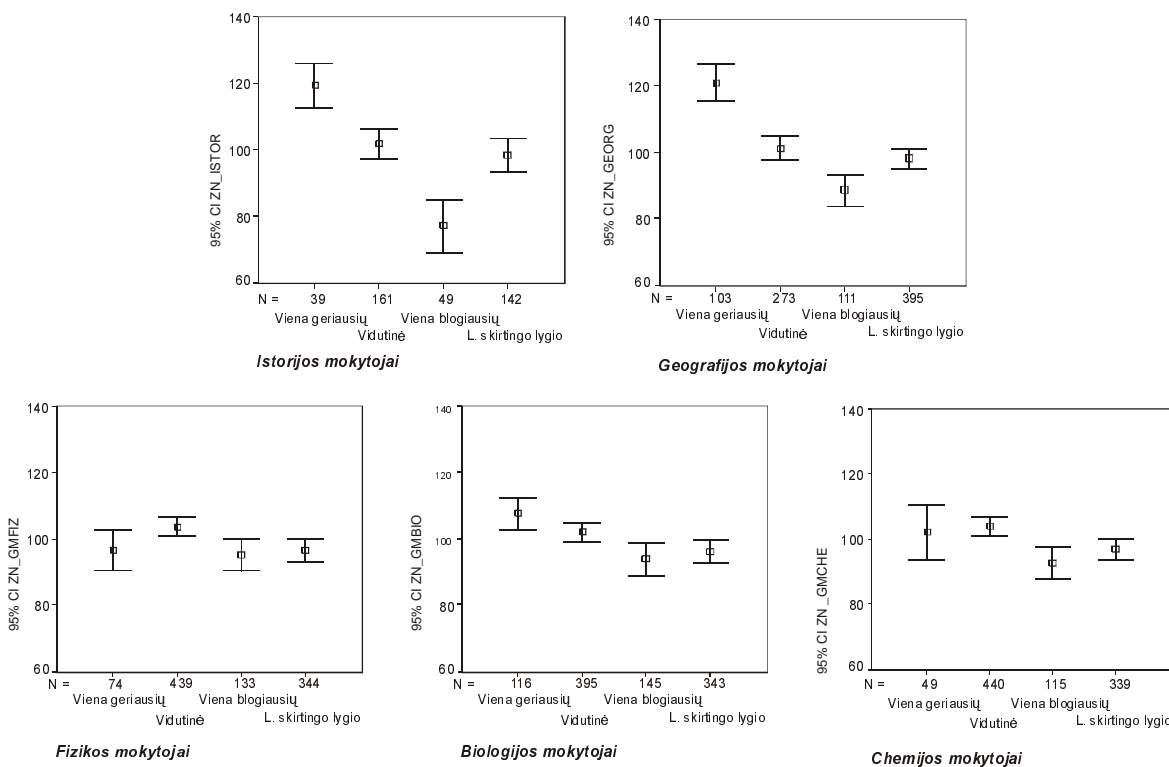 140
120
100
80
60
95% CI ZN_ISTOR
N = 39 161 49 142
Viena geriausių Viena blogiausių
Vidutinė L. skirtingo lygio
Istorijos mokytojai
140
120
100
80
60
95% CI ZN_GEORG
N = 103 273 111 395
Viena geriausių Viena blogiausių
Vidutinė L. skirtingo lygio
Geografijos mokytojai
140
120
100
80
60
95% CI ZN_GMFIZ
N = 74 439 133 344
Viena geriausių Viena blogiausių
Vidutinė L. skirtingo lygio
Fizikos mokytojai
140
120
100
80
60
95% CI ZN_GMBIO
N = 116 395 145 343
Viena geriausių Viena blogiausių
Vidutinė L. skirtingo lygio
Biologijos mokytojai
140
120
100
80
60
95% CI ZN _GMCHE
N = 49 440 115 339
Viena geriausių Viena blogiausių
Vidutinė L. skirtingo lygio
Chemijos mokytojai